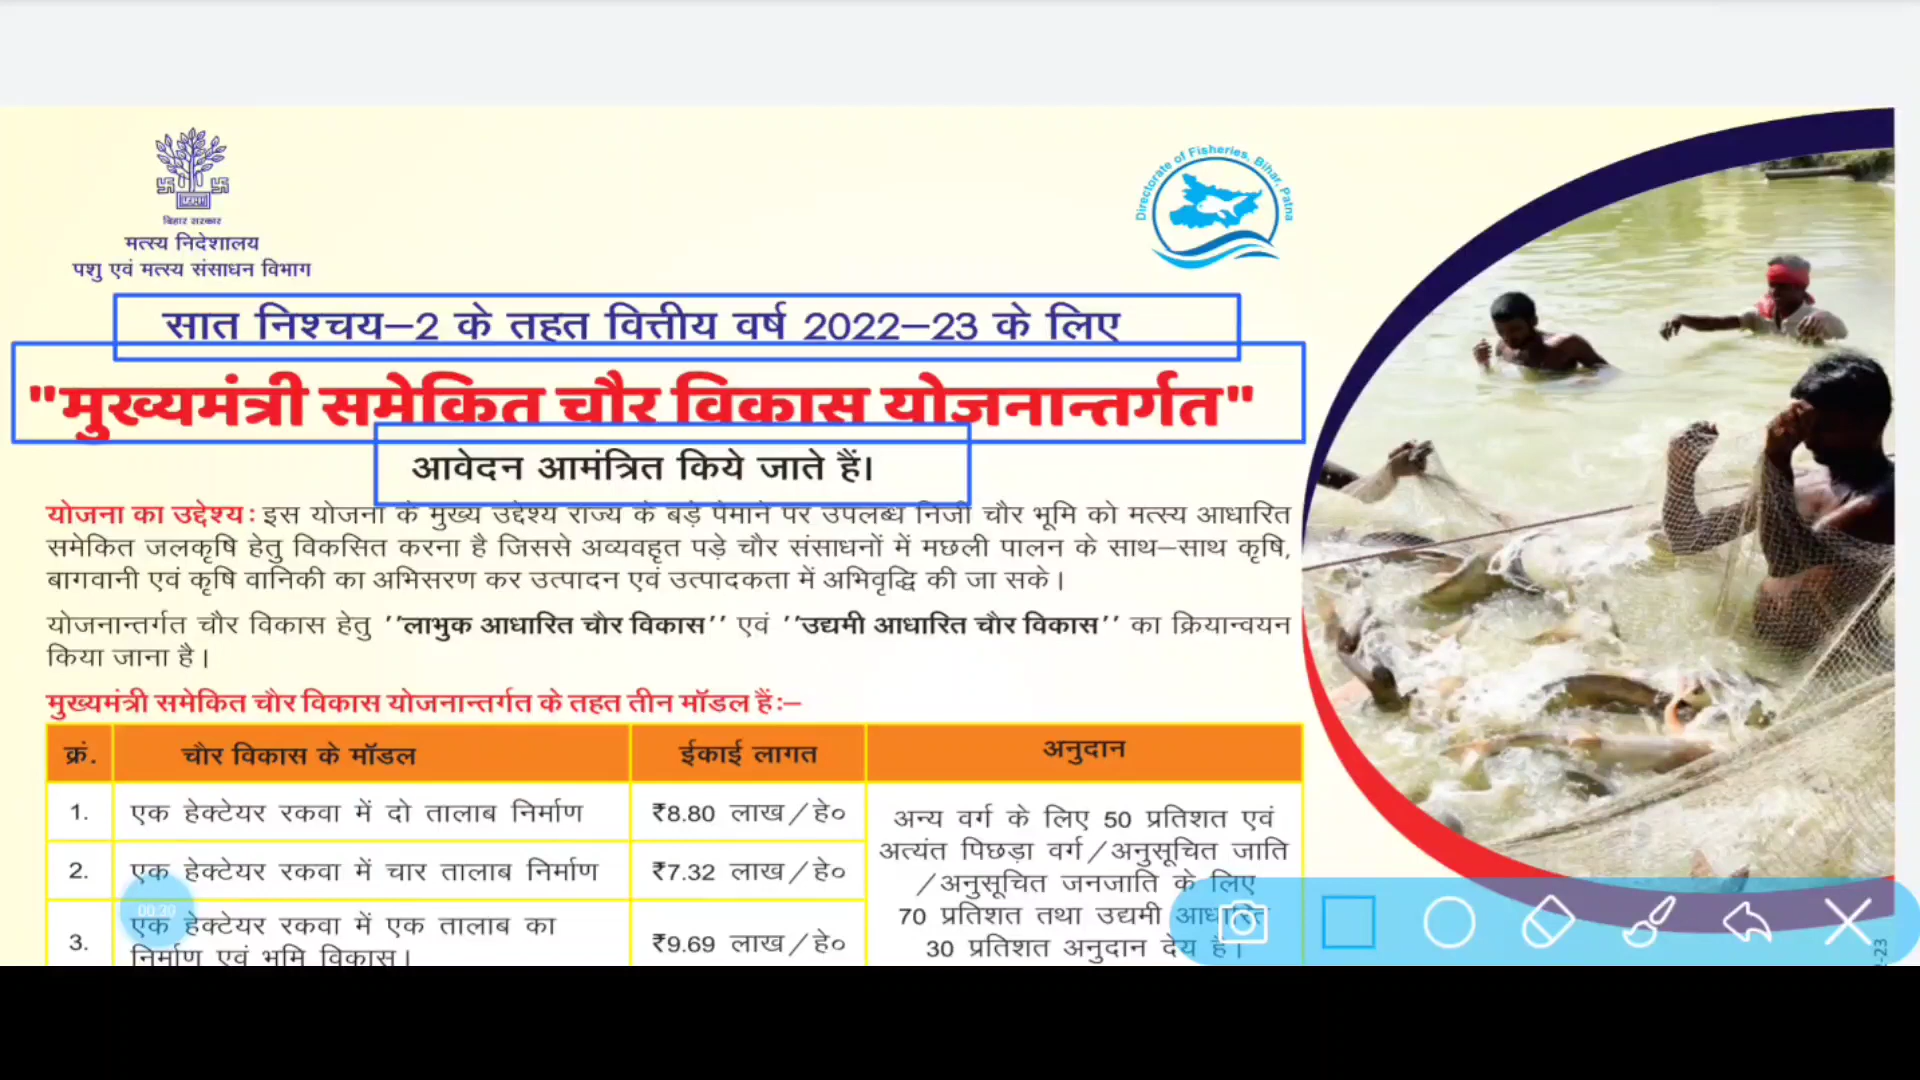 बिहार सरकार
मत्स्य निदेशालय
पशु एवं मत्स्य संसाधन विभाग
Directorate of Fisheries, Bihar, Patna
सात निश्चय–2 के तहत वित्तीय वर्ष 2022–23 के लिए
"मुख्यमंत्री समेकित चौर विकास योजनान्तर्गत"
आवेदन आमंत्रित किये जाते हैं।
योजना का उद्देश्य: इस योजना के मुख्य उद्देश्य राज्य के बड़े पैमाने पर उपलब्ध निजी चौर भूमि को मत्स्य आधारित
समेकित जलकृषि हेतु विकसित करना है जिससे अव्यवहृत पड़े चौर संसाधनों में मछली पालन के साथ–साथ कृषि,
बागवानी एवं कृषि वानिकी का अभिसरण कर उत्पादन एवं उत्पादकता में अभिवृद्धि की जा सके।
योजनान्तर्गत चौर विकास हेतु ''लाभुक आधारित चौर विकास'' एवं ''उद्यमी आधारित चौर विकास'' का क्रियान्वयन
किया जाना है।
मुख्यमंत्री समेकित चौर विकास योजनान्तर्गत के तहत तीन मॉडल हैं:–
क्रं. चौर विकास के मॉडल ईकाई लागत अनुदान
1. एक हेक्टेयर रकवा में दो तालाब निर्माण ₹8.80 लाख/हे०
2. एक हेक्टेयर रकवा में चार तालाब निर्माण ₹7.32 लाख/हे०
3. एक हेक्टेयर रकवा में एक तालाब का
निर्माण एवं भूमि विकास। ₹9.69 लाख/हे०
अन्य वर्ग के लिए 50 प्रतिशत एवं
अत्यंत पिछड़ा वर्ग/अनुसूचित जाति
/अनुसूचित जनजाति के लिए
70 प्रतिशत तथा उद्यमी आधारित
30 प्रतिशत अनुदान देय है।
00:30